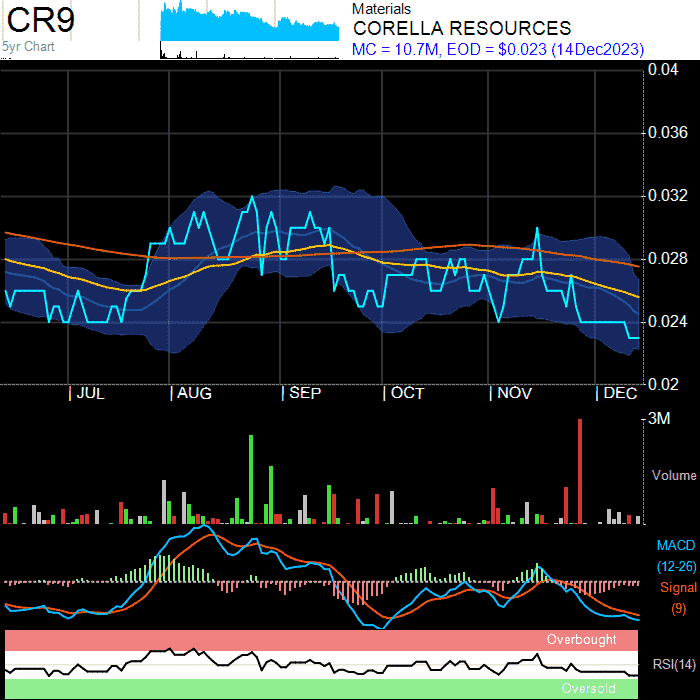 CR9
5yr Chart
Materials
CORELLA RESOURCES
MC = 10.7M, EOD = $0.023 (14Dec2023)
0.04
0.036
0.032
0.028
0.024
0.02
JUL AUG SEP OCT NOV DEC
3M
Volume
MACD
(12-26)
Signal
(9)
Overbought
RSI(14)
Oversold